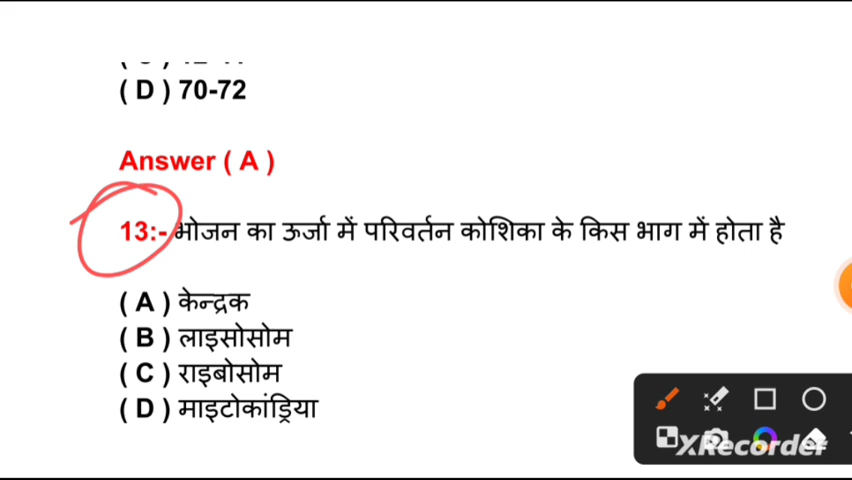 ( D ) 70-72
Answer ( A )
13:- भोजन का ऊर्जा में परिवर्तन कोशिका के किस भाग में होता है
( A ) केन्द्रक
( B ) लाइसोसोम
( C ) राइबोसोम
( D ) माइटोकांड्रिया
XRecorder